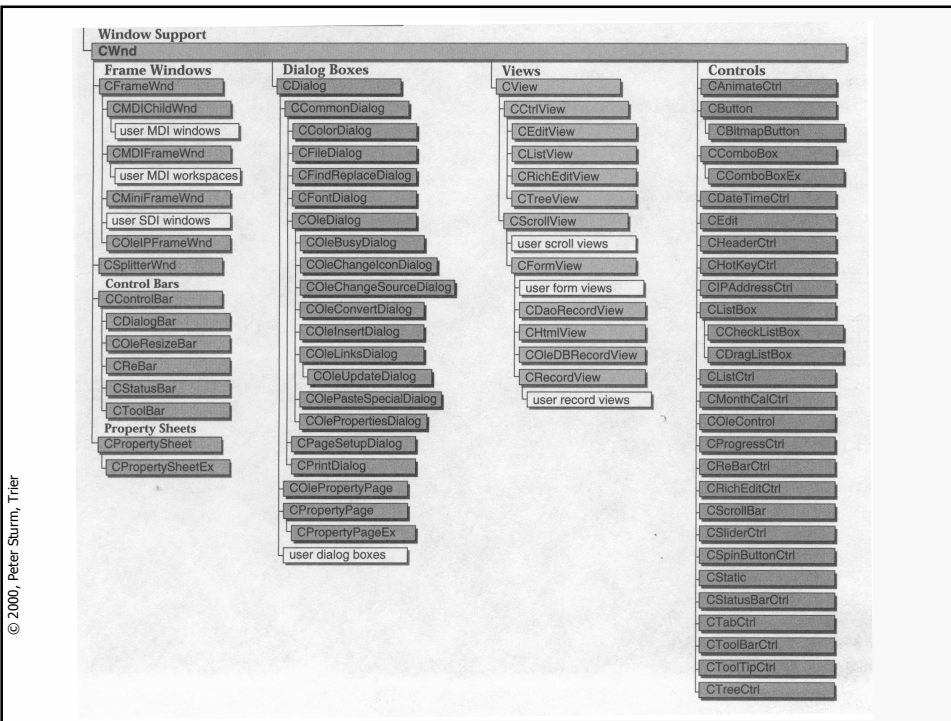 Window Support
CWnd
Frame Windows
CFrameWnd
CMDIChildWnd
user MDI windows
CMDIFrameWnd
user MDI workspaces
CMiniFrameWnd
user SDI windows
COleIPFrameWnd
CSplitterWnd
Control Bars
CControlBar
CDialogBar
COleResizeBar
CReBar
CStatusBar
CToolBar
Property Sheets
CPropertySheet
CPropertySheetEx
Dialog Boxes
CDialog
CCommonDialog
CColorDialog
CFileDialog
CFindReplaceDialog
CFontDialog
COleDialog
COleBusyDialog
COleChangeIconDialog
COleChangeSourceDialog
COleConvertDialog
COleInsertDialog
COleLinksDialog
COleUpdateDialog
COlePasteSpecialDialog
COlePropertiesDialog
CPageSetupDialog
CPrintDialog
COlePropertyPage
CPropertyPage
CPropertyPageEx
user dialog boxes
Views
CView
CCtrlView
CEditView
CListView
CRichEditView
CTreeView
CScrollView
user scroll views
CFormView
user form views
CDaoRecordView
CHtmlView
COleDBRecordView
CRecordView
user record views
Controls
CAnimateCtrl
CButton
CBitmapButton
CComboBox
CComboBoxEx
CDateTimeCtrl
CEdit
CHeaderCtrl
CHotKeyCtrl
CIPAddressCtrl
CListBox
CCheckListBox
CDragListBox
CListCtrl
CMonthCalCtrl
COleControl
CProgressCtrl
CReBarCtrl
CRichEditCtrl
CScrollBar
CSliderCtrl
CSpinButtonCtrl
CStatic
CStatusBarCtrl
CTabCtrl
CToolBarCtrl
CToolTipCtrl
CTreeCtrl
© 2000, Peter Sturm, Trier